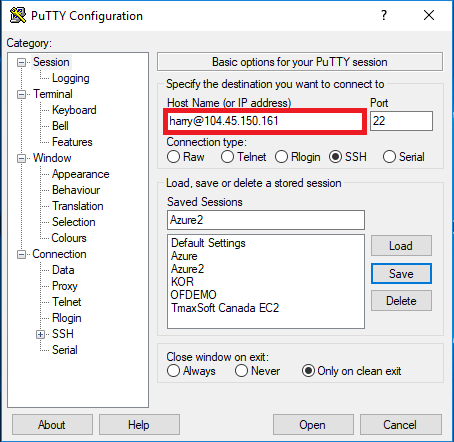 PuTTY Configuration
?
Category:
Session
Logging
Terminal
Keyboard
Bell
Features
Window
Appearance
Behaviour
Translation
Selection
Colours
Connection
Data
Proxy
Telnet
Rlogin
SSH
Serial
Basic options for your PuTTY session
Specify the destination you want to connect to
Host Name (or IP address) Port
harry@104.45.150.161 22
Connection type:
Raw Telnet Rlogin SSH Serial
Load, save or delete a stored session
Saved Sessions
Azure2
Default Settings
Azure
Azure2
KOR
OFDEMO
TmaxSoft Canada EC2
Load
Save
Delete
Close window on exit:
Always Never Only on clean exit
About Help Open Cancel